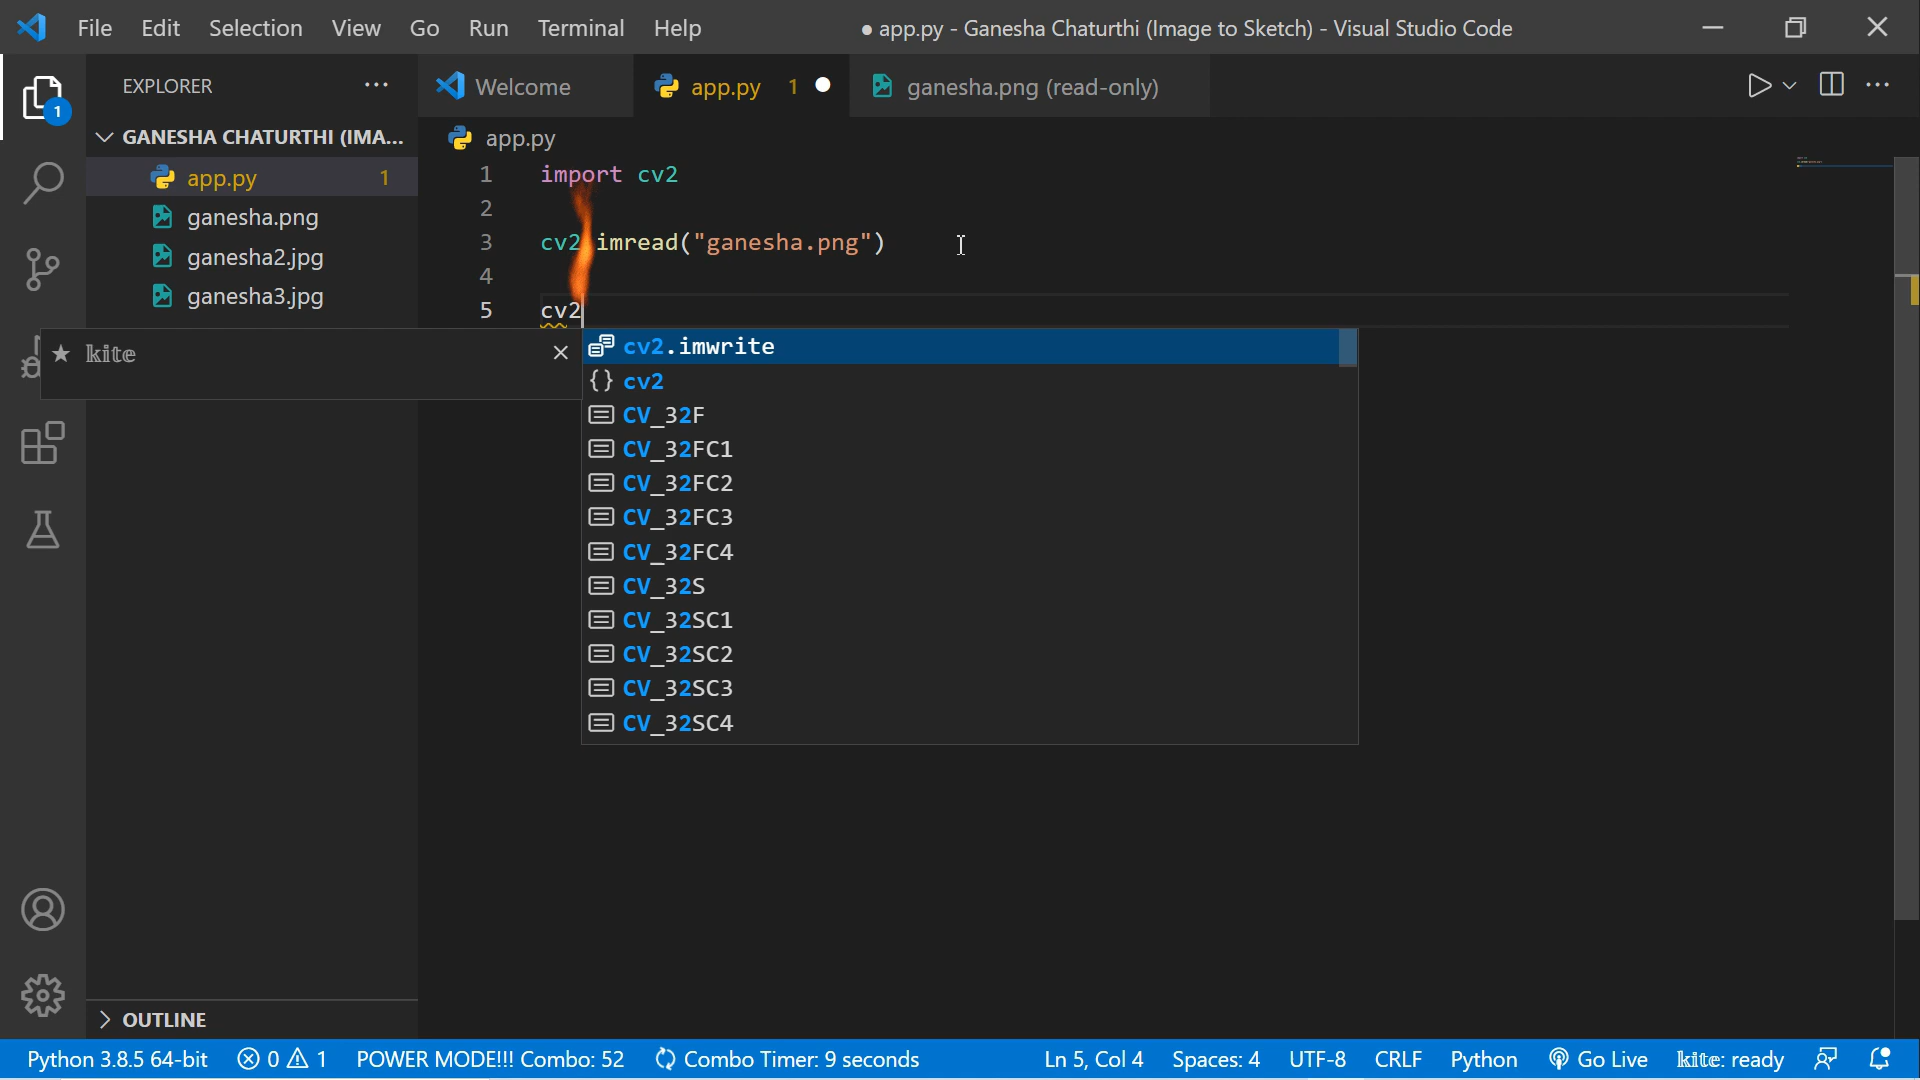 File Edit Selection View Go Run Terminal Help
● app.py - Ganesha Chaturthi (Image to Sketch) - Visual Studio Code
EXPLORER
Welcome
app.py 1
ganesha.png (read-only)
GANESHA CHATURTHI (IMA...
app.py 1
ganesha.png
ganesha2.jpg
ganesha3.jpg
app.py
1 import cv2
2
3 cv2.imread("ganesha.png")
4
5 cv2
1
kite
cv2.imwrite
cv2
CV_32F
CV_32FC1
CV_32FC2
CV_32FC3
CV_32FC4
CV_32S
CV_32SC1
CV_32SC2
CV_32SC3
CV_32SC4
OUTLINE
Python 3.8.5 64-bit 0 1 POWER MODE!!! Combo: 52 Combo Timer: 9 seconds Ln 5, Col 4 Spaces: 4 UTF-8 CRLF Python Go Live kite: ready